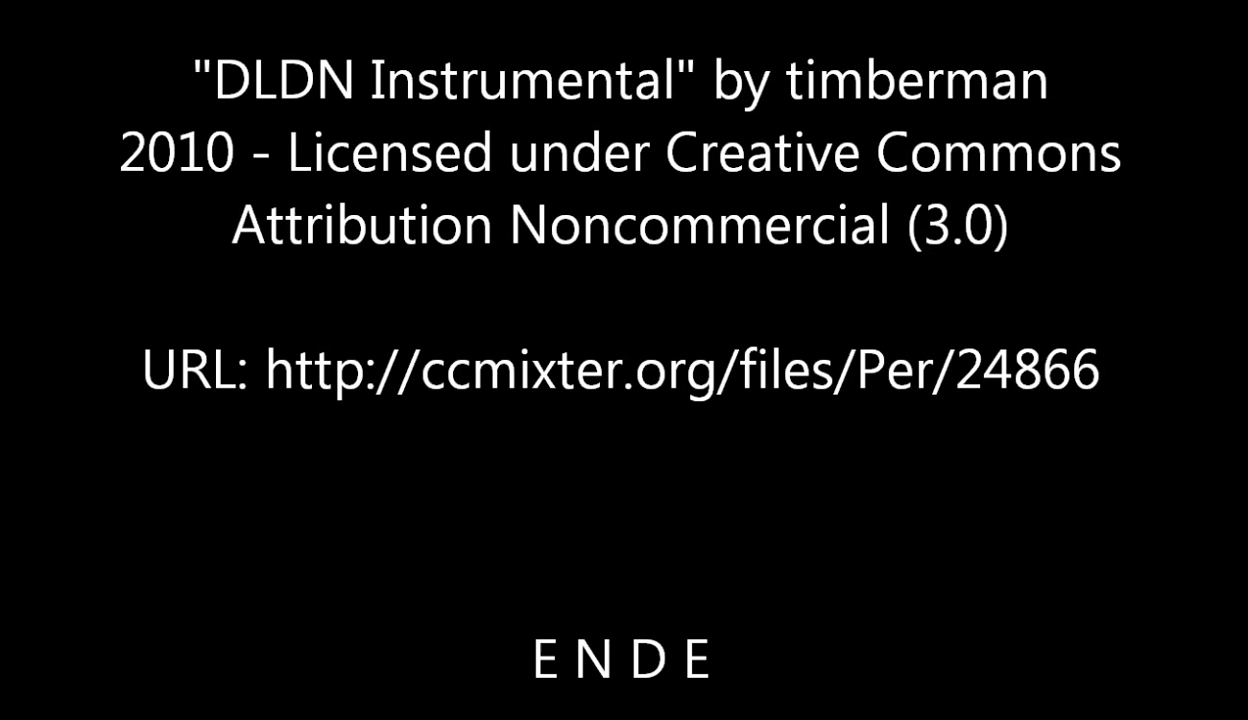 "DLDN Instrumental" by timberman
2010 - Licensed under Creative Commons
Attribution Noncommercial (3.0)
URL: http://ccmixter.org/files/Per/24866
E N D E